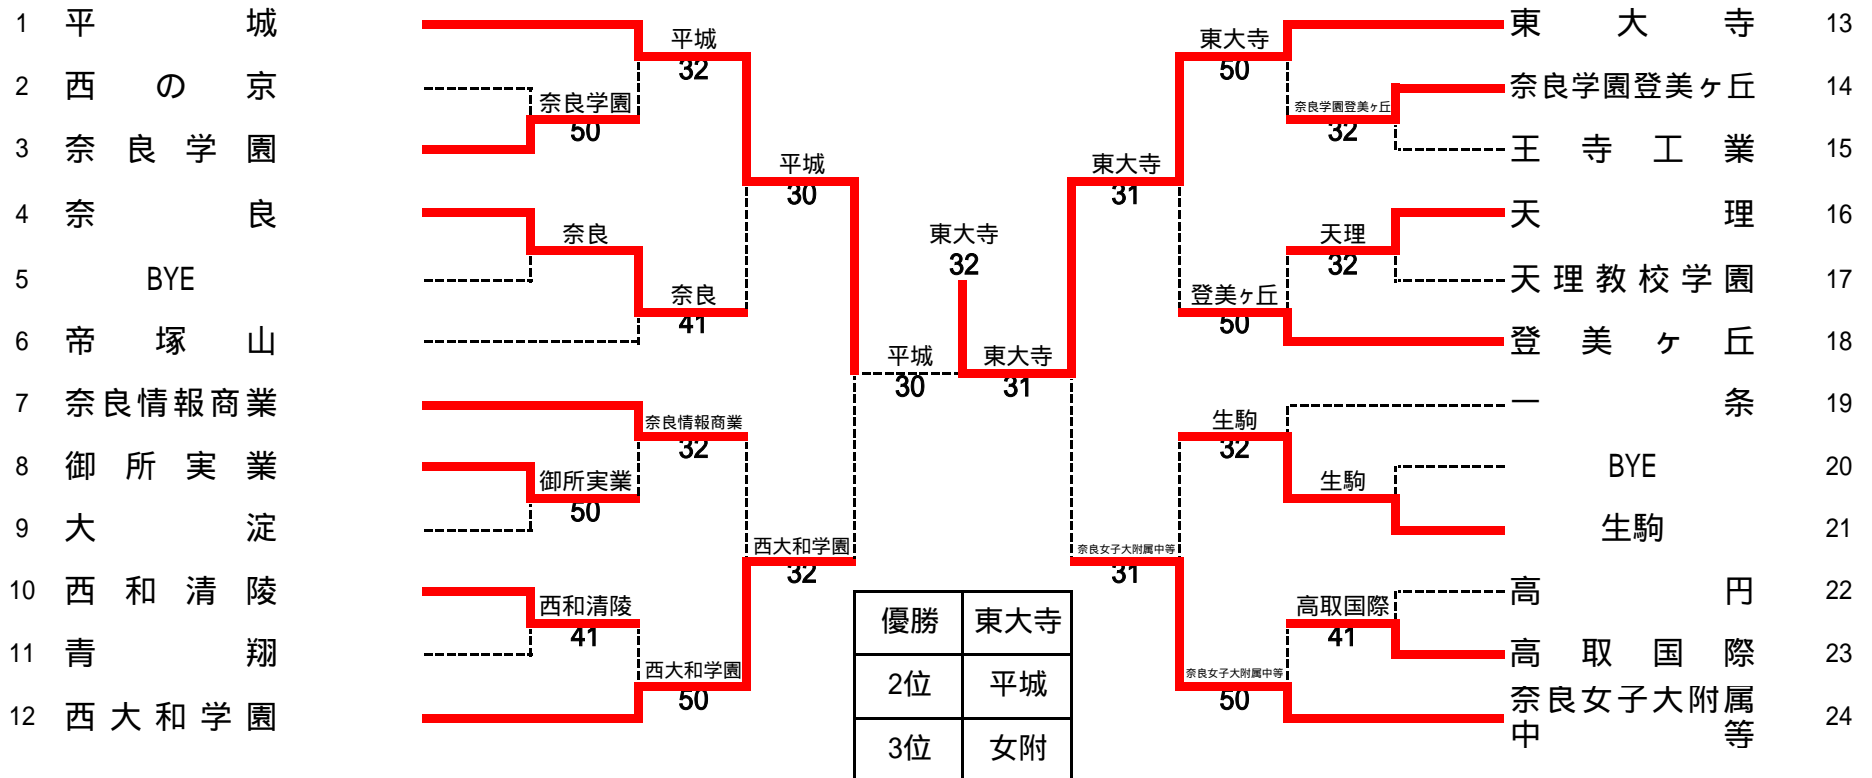 1 平城
2 西の京
3 奈良学園
4 奈良
5 BYE
6 帝塚山
7 奈良情報商業
8 御所実業
9 大淀
10 西和清陵
11 青翔
12 西大和学園
奈良学園
50
奈良
御所実業
50
西和清陵
41
平城
32
奈良
41
奈良情報商業
32
西大和学園
50
平城
30
西大和学園
32
平城
30
東大寺
32
東大寺
31
東大寺
31
奈良女子大附属中等
31
東大寺
50
登美ヶ丘
50
生駒
32
奈良女子大附属中等
50
奈良学園登美ヶ丘
32
天理
32
生駒
高取国際
41
東大寺 13
奈良学園登美ヶ丘 14
王寺工業 15
天理 16
天理教校学園 17
登美ヶ丘 18
一条 19
BYE 20
生駒 21
高円 22
高取国際 23
奈良女子大附属
中等 24
優勝 東大寺
2位 平城
3位 女附